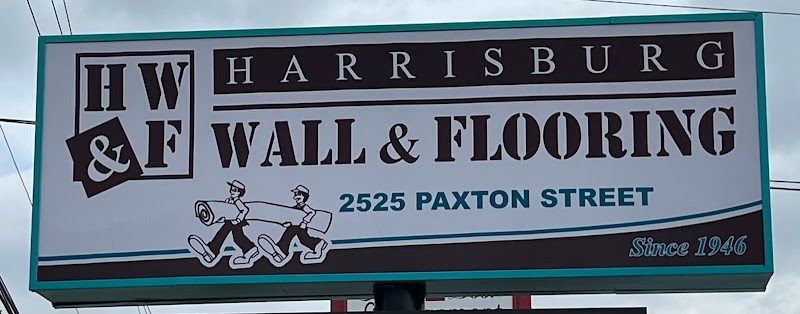 HW
&F
HARRISBURG
WALL & FLOORING
2525 PAXTON STREET
Since 1946